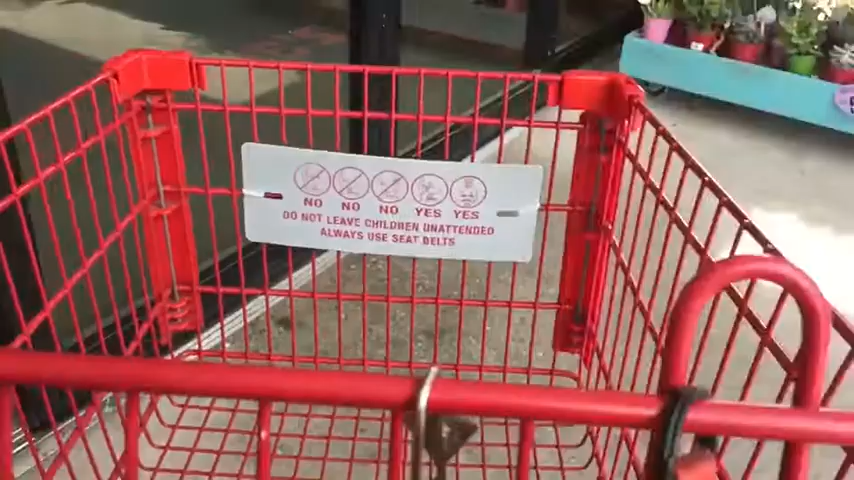 NO NO NO YES YES
DO NOT LEAVE CHILDREN UNATTENDED
ALWAYS USE SEAT BELTS